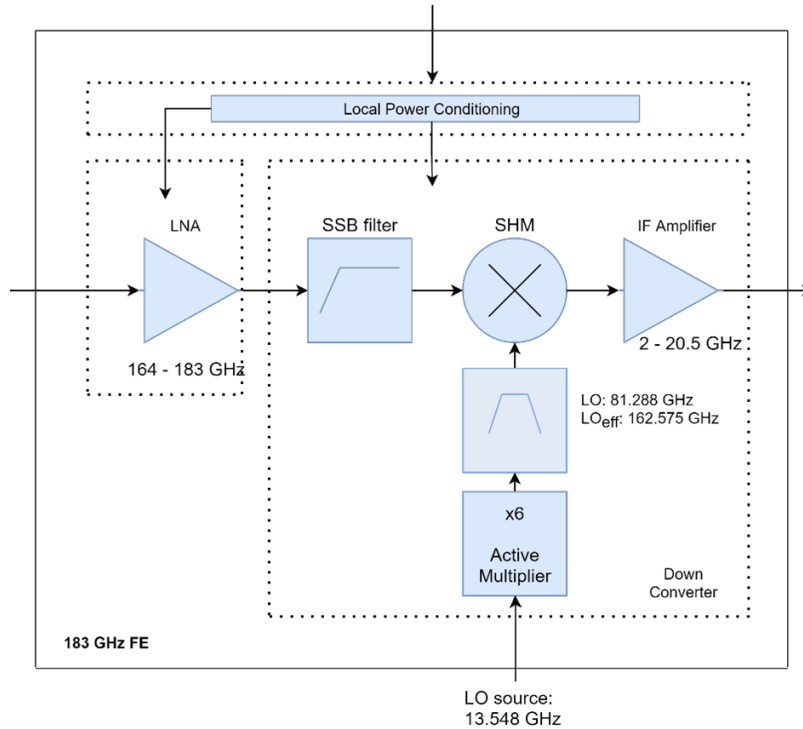 Local Power Conditioning
LNA
SSB filter
SHM
IF Amplifier
164 - 183 GHz
2 - 20.5 GHz
LO: 81.288 GHz
LOeff: 162.575 GHz
x6
Active
Multiplier
Down
Converter
183 GHz FE
LO source:
13.548 GHz